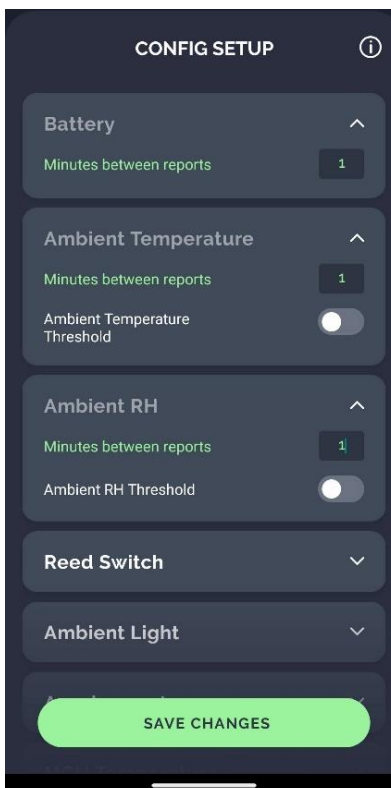 CONFIG SETUP
Battery
Minutes between reports 1
Ambient Temperature
Minutes between reports 1
Ambient Temperature
Threshold
Ambient RH
Minutes between reports 1
Ambient RH Threshold
Reed Switch
Ambient Light
SAVE CHANGES